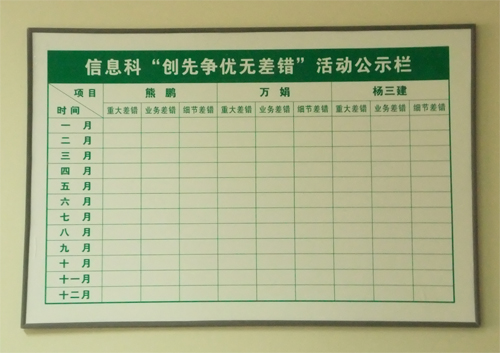 信息科“创先争优无差错”活动公示栏
项目 熊鹏 万娟 杨三建
时间 重大差错 业务差错 细节差错 重大差错 业务差错 细节差错 重大差错 业务差错 细节差错
一月
二月
三月
四月
五月
六月
七月
八月
九月
十月
十一月
十二月